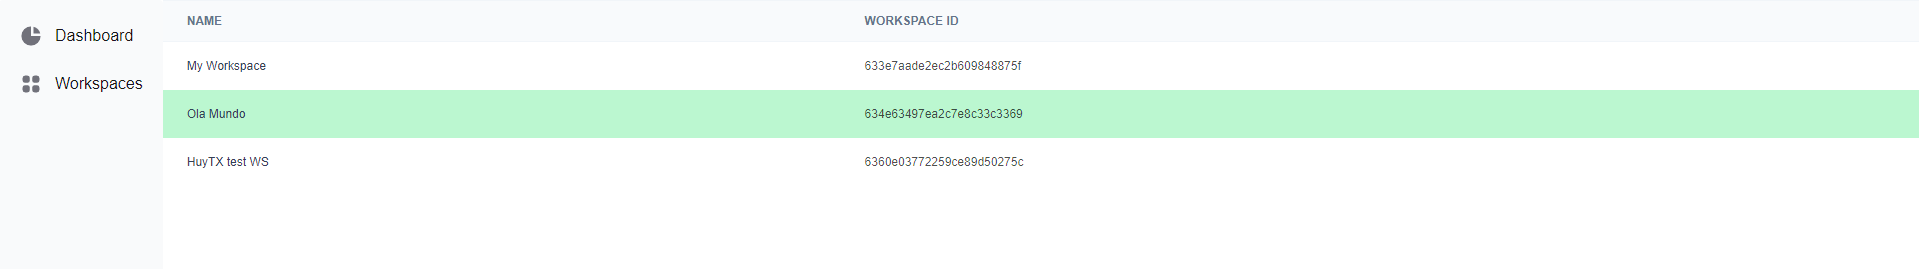 Dashboard
Workspaces
NAME WORKSPACE ID
My Workspace 633e7aade2ec2b609848875f
Ola Mundo 634e63497ea2c7e8c33c3369
HuyTX test WS 6360e03772259ce89d50275c